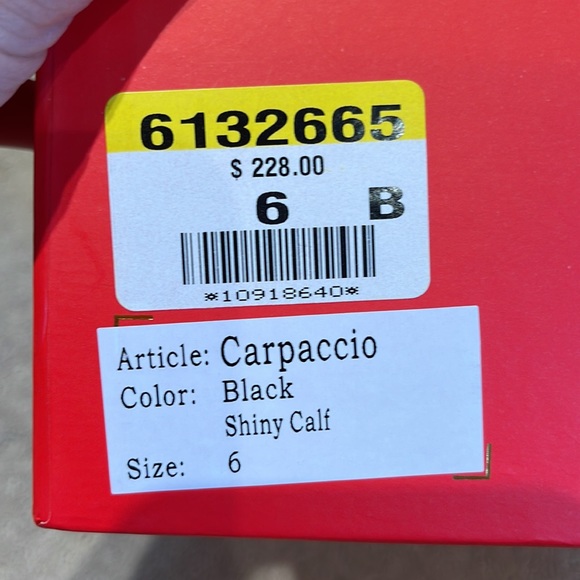 6132665
$ 228.00
6 B
*10918640*
Article: Carpaccio
Color: Black
Shiny Calf
Size: 6